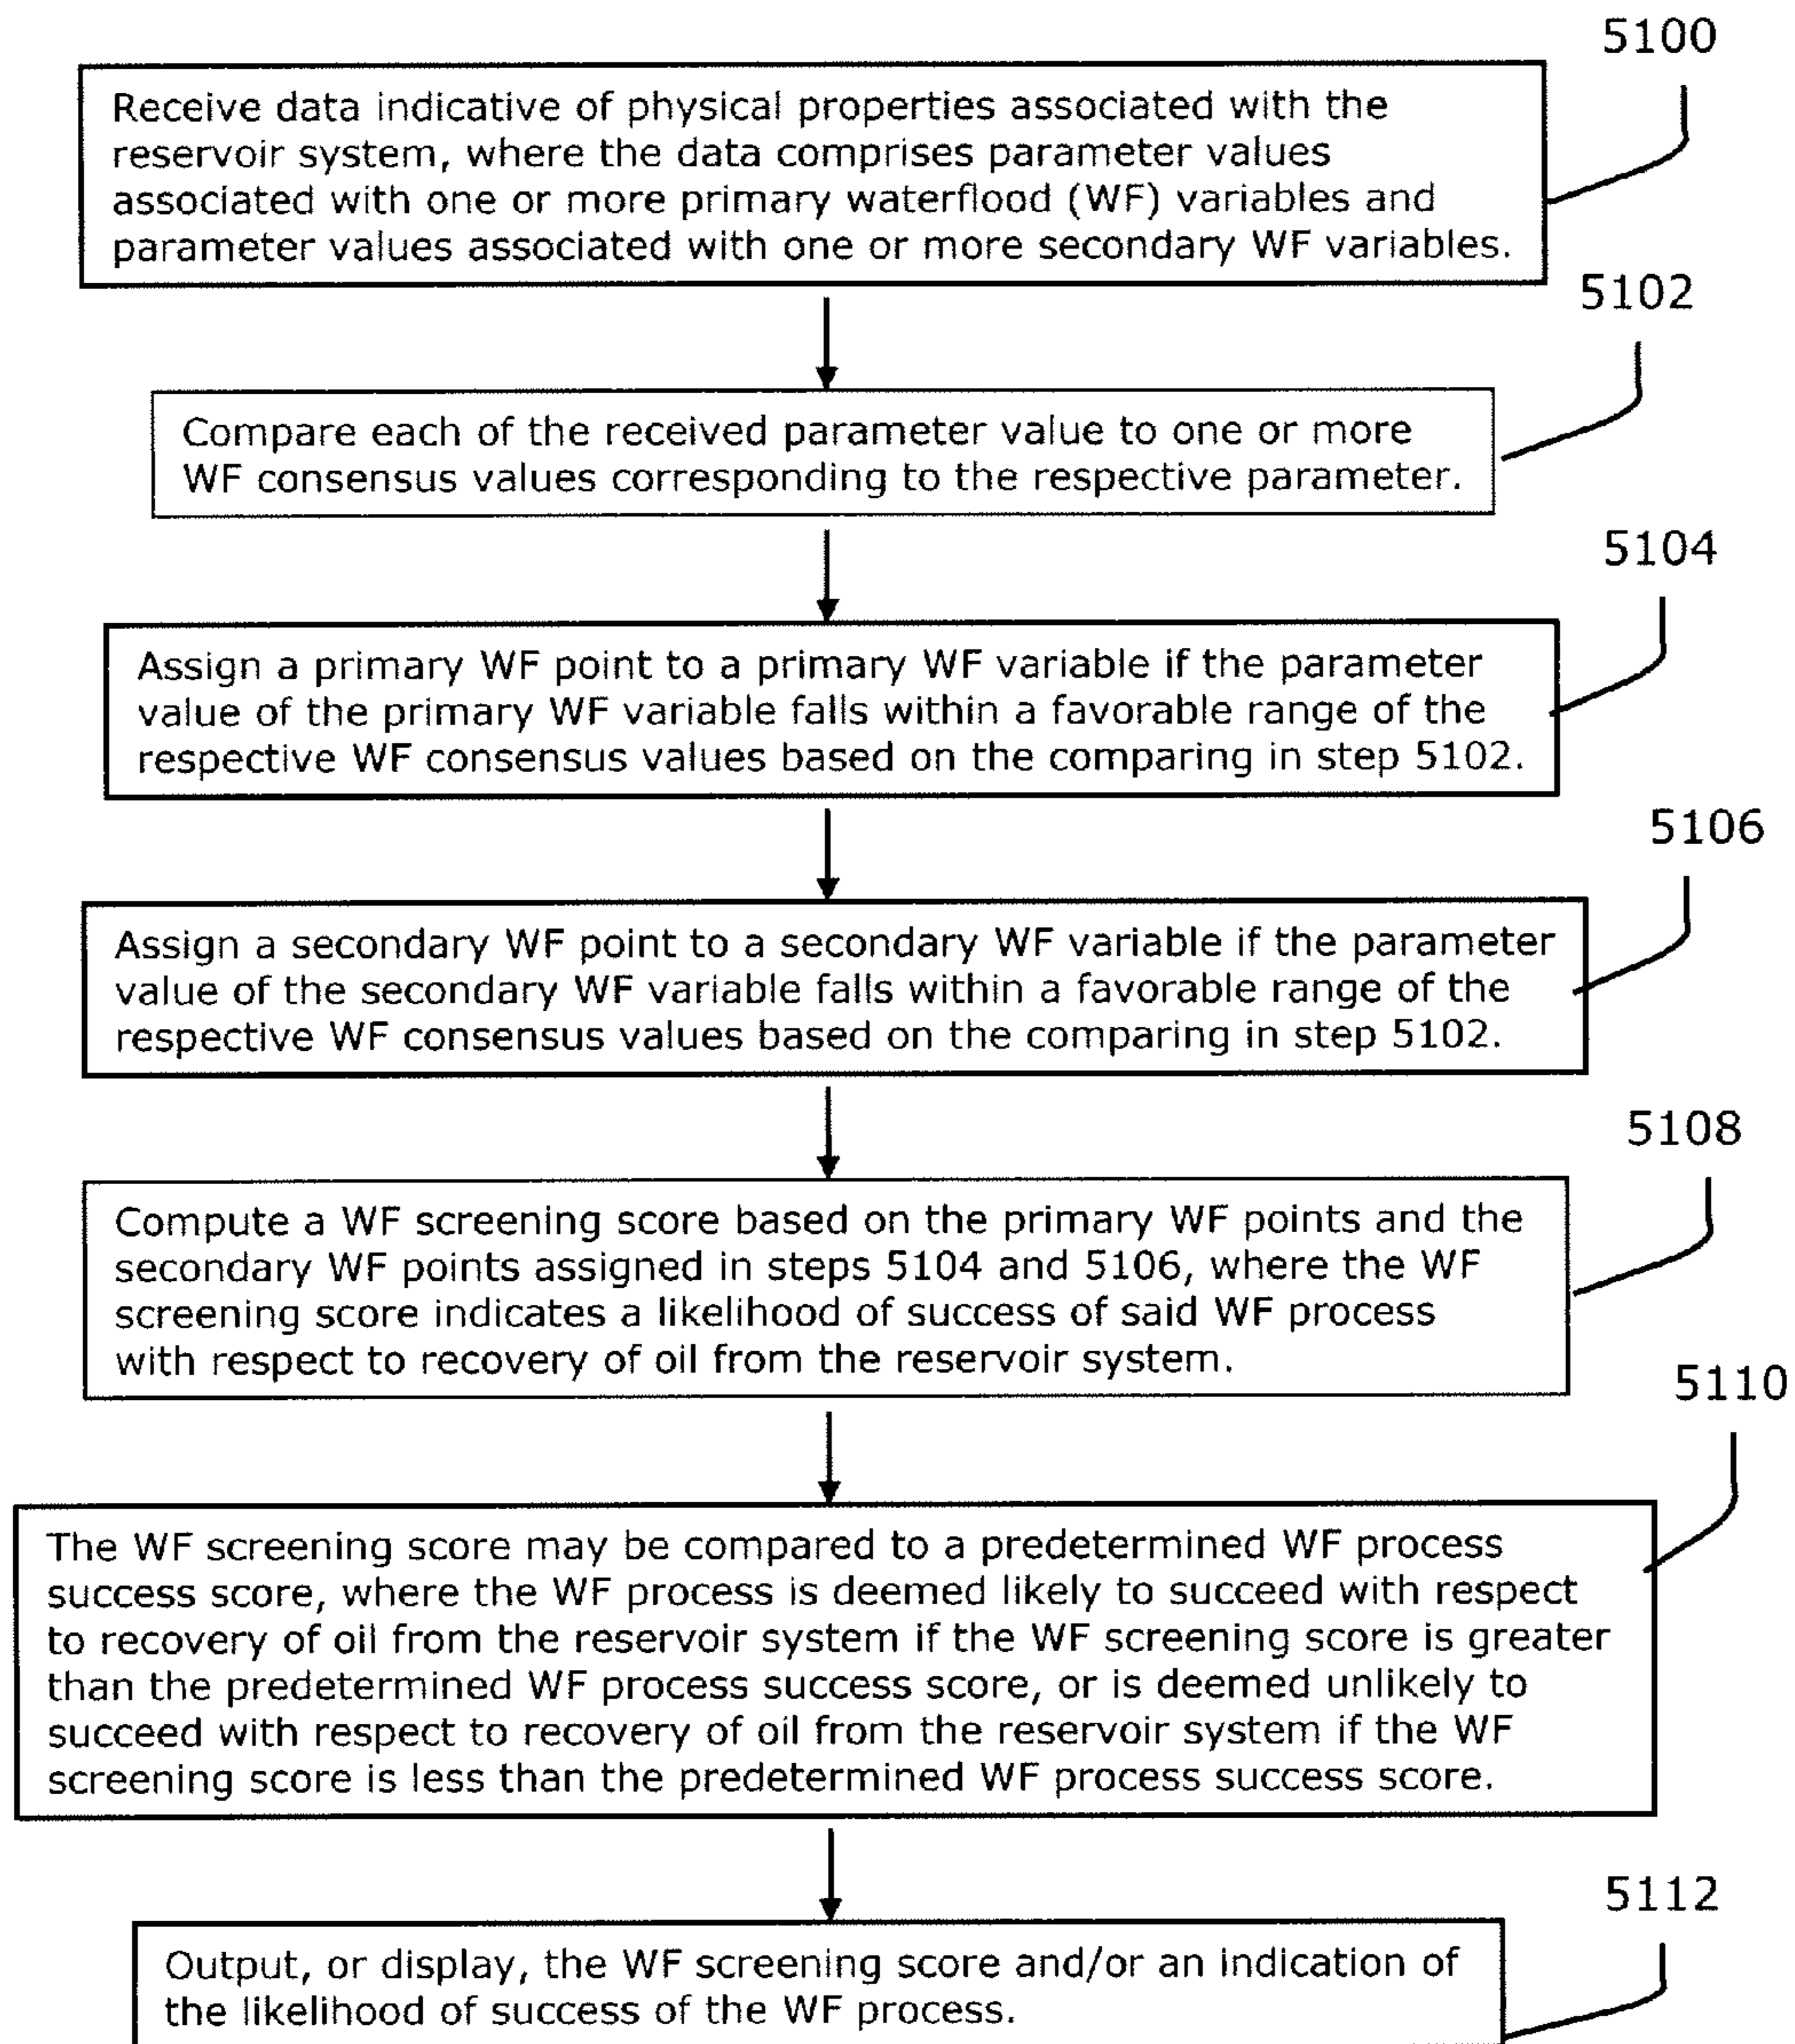 5100
Receive data indicative of physical properties associated with the
reservoir system, where the data comprises parameter values
associated with one or more primary waterflood (WF) variables and
parameter values associated with one or more secondary WF variables.
5102
Compare each of the received parameter value to one or more
WF consensus values corresponding to the respective parameter.
5104
Assign a primary WF point to a primary WF variable if the parameter
value of the primary WF variable falls within a favorable range of the
respective WF consensus values based on the comparing in step 5102.
5106
Assign a secondary WF point to a secondary WF variable if the parameter
value of the secondary WF variable falls within a favorable range of the
respective WF consensus values based on the comparing in step 5102.
5108
Compute a WF screening score based on the primary WF points and the
secondary WF points assigned in steps 5104 and 5106, where the WF
screening score indicates a likelihood of success of said WF process
with respect to recovery of oil from the reservoir system.
5110
The WF screening score may be compared to a predetermined WF process
success score, where the WF process is deemed likely to succeed with respect
to recovery of oil from the reservoir system if the WF screening score is greater
than the predetermined WF process success score, or is deemed unlikely to
succeed with respect to recovery of oil from the reservoir system if the WF
screening score is less than the predetermined WF process success score.
5112
Output, or display, the WF screening score and/or an indication of
the likelihood of success of the WF process.